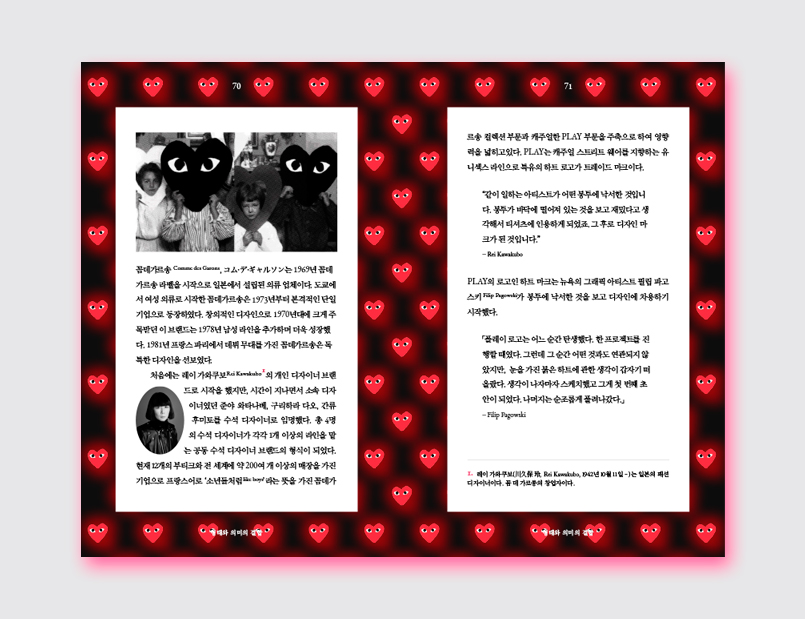 70
꼼데가르송 Comme des Garons, コム·デ·ギャルソン는 1969년 꼼데
가르송 라벨을 시작으로 일본에서 설립된 의류 업체이다. 도쿄에
서 여성 의류로 시작한 꼼데가르송은 1973년부터 본격적인 단일
기업으로 등장하였다. 창의적인 디자인으로 1970년대에 크게 주
목받던 이 브랜드는 1978년 남성 라인을 추가하며 더욱 성장했
다. 1981년 프랑스 파리에서 데뷔 무대를 가진 꼼데가르송은 독
특한 디자인을 선보였다.
처음에는 레이 가와쿠보Rei Kawakubo 1의 개인 디자이너 브랜
드로 시작을 했지만, 시간이 지나면서 소속 디자
이너였던 준야 와타나베, 구리하라 다오, 간류
후미토를 수석 디자이너로 임명했다. 총 4명
의 수석 디자이너가 각각 1개 이상의 라인을 맡
는 공동 수석 디자이너 브랜드의 형식이 되었다.
현재 12개의 부티크와 전 세계에 약 200여 개 이상의 매장을 가진
기업으로 프랑스어로 '소년들처럼like boys'라는 뜻을 가진 꼼데가
형태와 의미의 결합
71
르송 컬렉션 부문과 캐주얼한 PLAY 부문을 주축으로 하여 영향
력을 넓히고있다. PLAY는 캐주얼 스트리트 웨어를 지향하는 유
니섹스 라인으로 특유의 하트 로고가 트레이드 마크이다.
"같이 일하는 아티스트가 어떤 봉투에 낙서한 것입니
다. 봉투가 바닥에 떨어져 있는 것을 보고 재밌다고 생
각해서 티셔츠에 인용하게 되었죠. 그 후로 디자인 마
크가 된 것입니다."
– Rei Kawakubo
PLAY의 로고인 하트 마크는 뉴욕의 그래픽 아티스트 필립 파고
스키 Filip Pagowski가 봉투에 낙서한 것을 보고 디자인에 차용하기
시작했다.
「플레이 로고는 어느 순간 탄생했다. 한 프로젝트를 진
행할 때였다. 그런데 그 순간 어떤 것과도 연관되지 않
았지만, 눈을 가진 붉은 하트에 관한 생각이 갑자기 떠
올랐다. 생각이 나자마자 스케치했고 그게 첫 번째 초
안이 되었다. 나머지는 순조롭게 풀려나갔다.」
– Filip Pagowski
1. 레이 가와쿠보(川久保 玲, Rei Kawakubo, 1942년 10월 11일 ~ )는 일본의 패션
디자이너이다. 꼼 데 가르송의 창업자이다.
형태와 의미의 결합